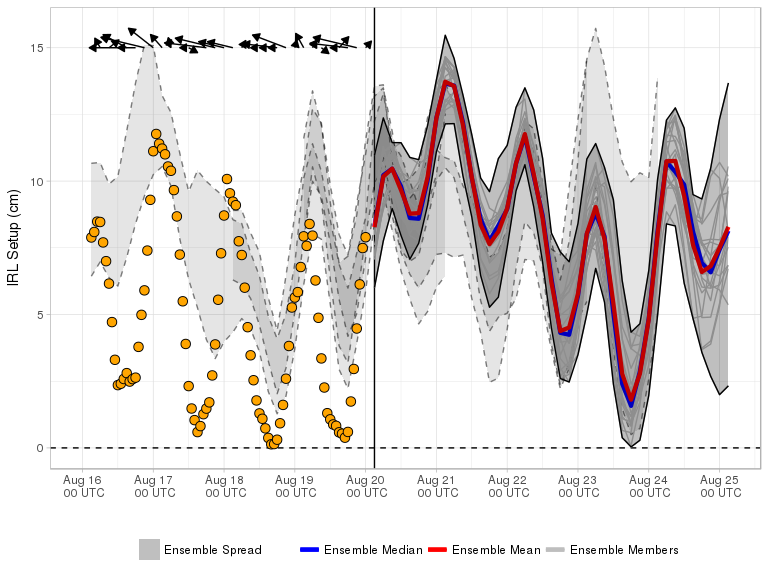 IRL Setup (cm)
15
10
5
0
Aug 16 Aug 17 Aug 18 Aug 19 Aug 20 Aug 21 Aug 22 Aug 23 Aug 24 Aug 25
00 UTC 00 UTC 00 UTC 00 UTC 00 UTC 00 UTC 00 UTC 00 UTC 00 UTC 00 UTC
Ensemble Spread Ensemble Median Ensemble Mean Ensemble Members